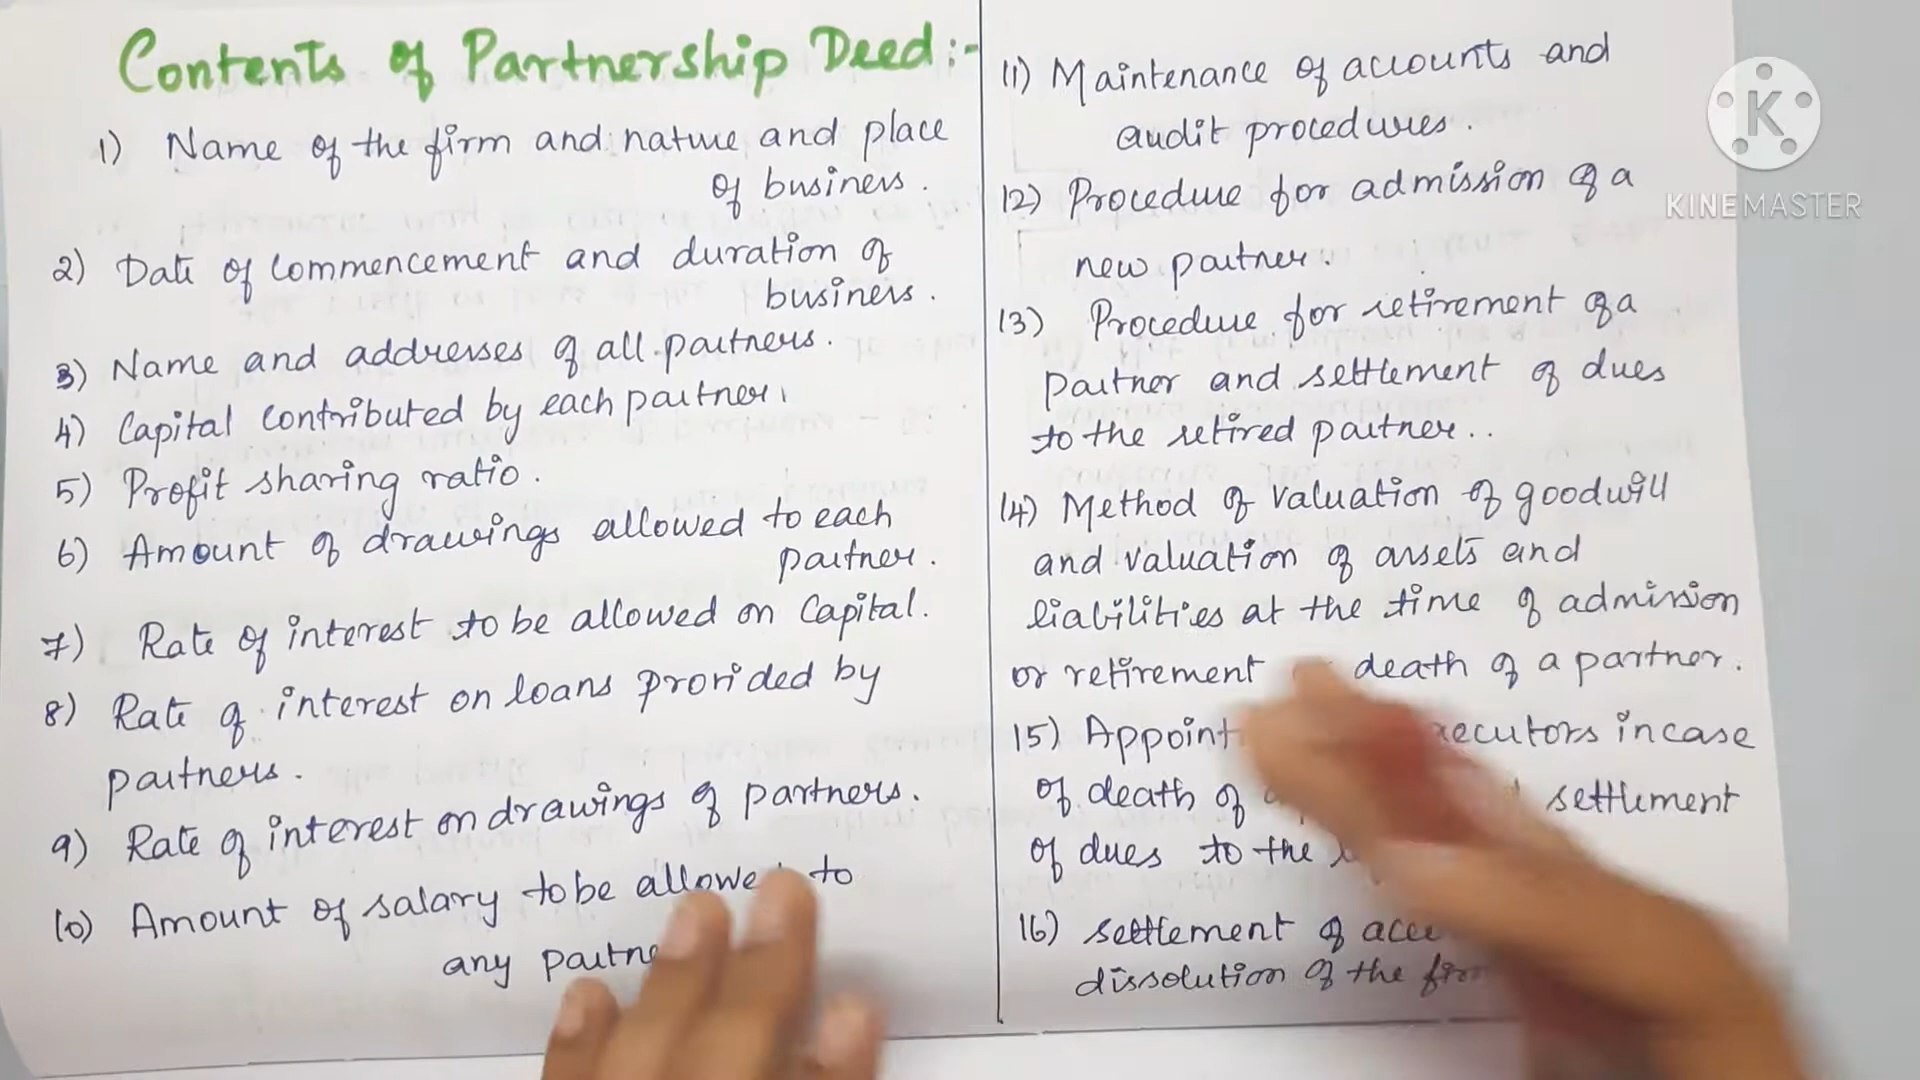 Contents of Partnership Deed:-
1) Name of the firm and nature and place
of business.
2) Date of Commencement and duration of
business.
3) Name and addresses of all partners.
4) Capital contributed by each partner.
5) Profit sharing ratio.
6) Amount of drawings allowed to each
partner.
7) Rate of interest to be allowed on Capital.
8) Rate of interest on loans provided by
partners.
9) Rate of interest on drawings of partners.
10) Amount of salary to be allowed to
any
11) Maintenance of accounts and
audit procedures.
12) Procedure for admission of a
new partner.
13) Procedure for retirement of a
partner and settlement of dues
to the retired partner..
14) Method of valuation of goodwill
and valuation of assets and
liabilities at the time of admission
or retirement death of a partner.
15) in case
of death of settlement
of dues to the
16) settlement of
dissolution of the
K
KINEMASTER